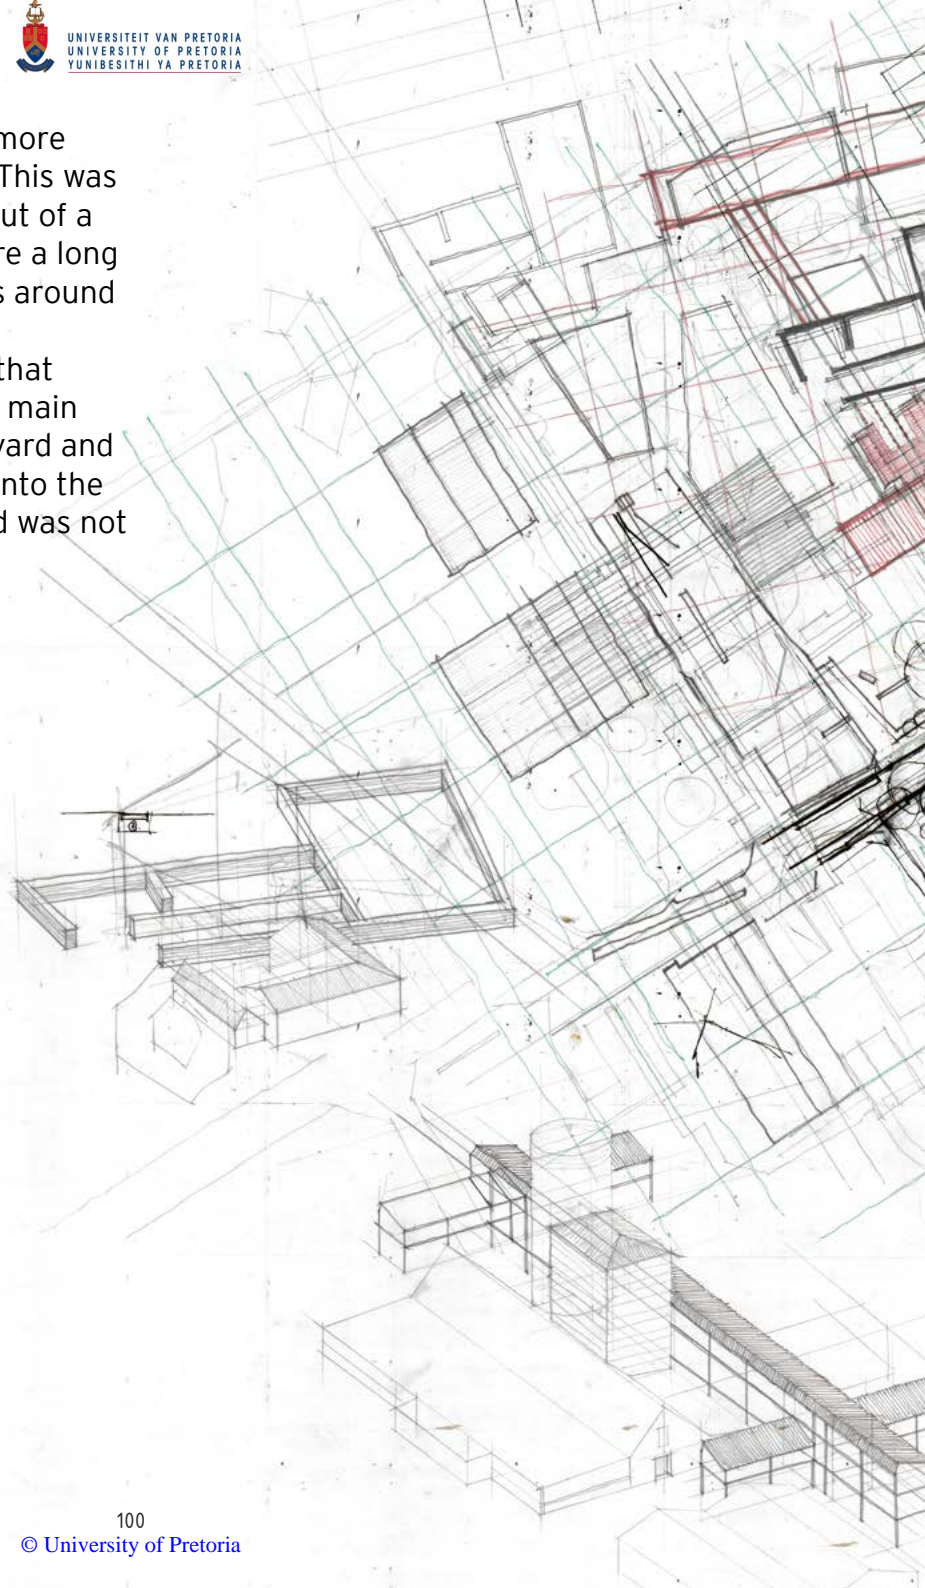 UNIVERSITEIT VAN PRETORIA
UNIVERSITY OF PRETORIA
YUNIBESITHI YA PRETORIA
more
This was
ut of a
re a long
s around
that
main
vard and
nto the
d was not
100
© University of Pretoria